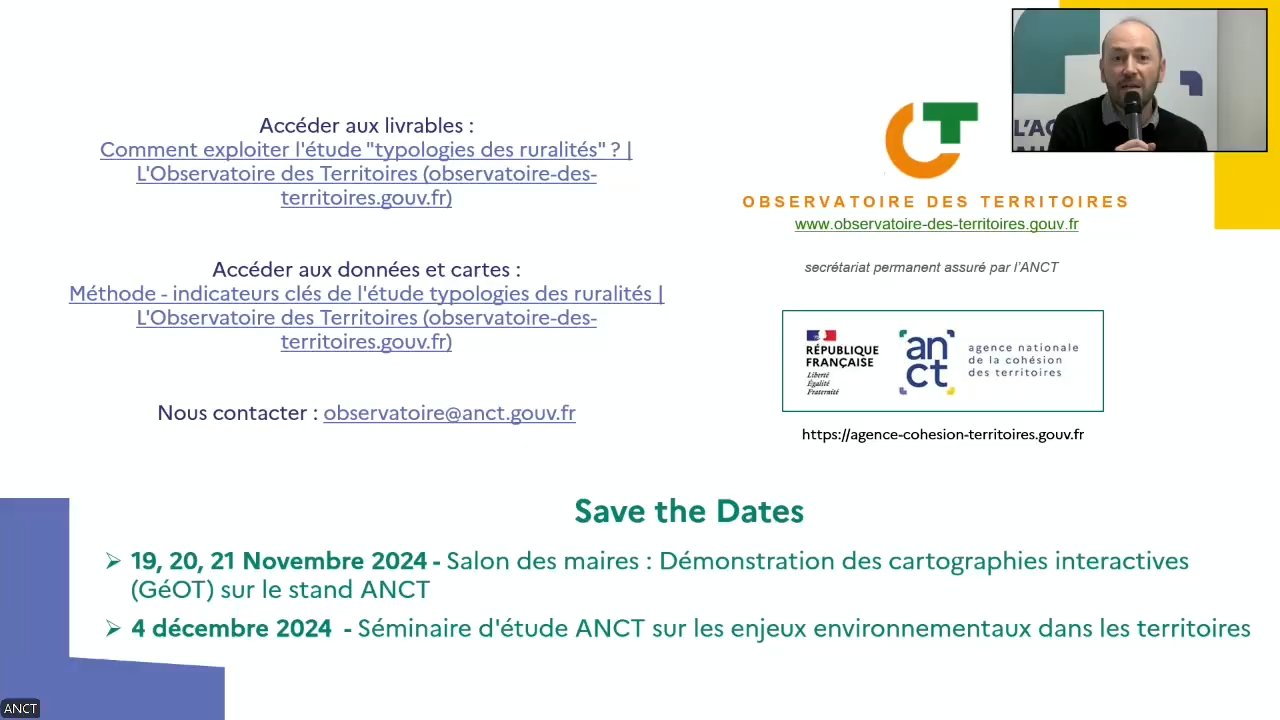 Accéder aux livrables :
Comment exploiter l'étude "typologies des ruralités" ? |
L'Observatoire des Territoires (observatoire-des-
territoires.gouv.fr)
Accéder aux données et cartes :
Méthode - indicateurs clés de l'étude typologies des ruralités |
L'Observatoire des Territoires (observatoire-des-
territoires.gouv.fr)
Nous contacter : observatoire@anct.gouv.fr
OBSERVATOIRE DES TERRITOIRES
www.observatoire-des-territoires.gouv.fr
secrétariat permanent assuré par l'ANCT
RÉPUBLIQUE
FRANÇAISE
Liberté
Égalité
Fraternité
an
ct
agence nationale
de la cohésion
des territoires
https://agence-cohesion-territoires.gouv.fr
Save the Dates
19, 20, 21 Novembre 2024 - Salon des maires : Démonstration des cartographies interactives
(GéOT) sur le stand ANCT
4 décembre 2024 - Séminaire d'étude ANCT sur les enjeux environnementaux dans les territoires
ANCT